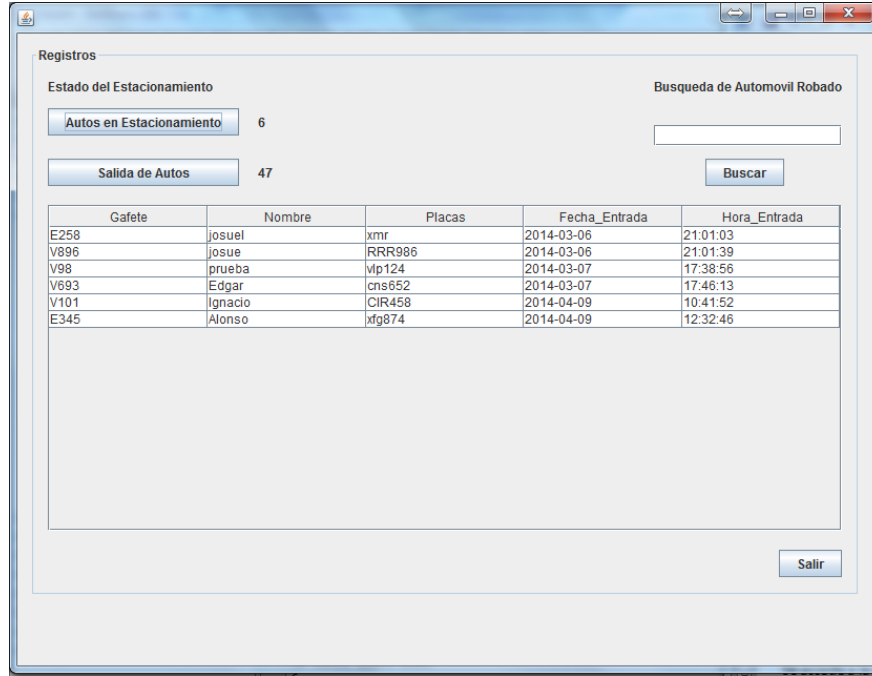 Registros
Estado del Estacionamiento
Busqueda de Automovil Robado
Autos en Estacionamiento 6
Salida de Autos 47
Buscar
Gafete Nombre Placas Fecha_Entrada Hora_Entrada
E258 josuel xmr 2014-03-06 21:01:03
V896 josue RRR986 2014-03-06 21:01:39
V98 prueba vlp124 2014-03-07 17:38:56
V693 Edgar cns652 2014-03-07 17:46:13
V101 Ignacio CIR458 2014-04-09 10:41:52
E345 Alonso xfg874 2014-04-09 12:32:46
Salir